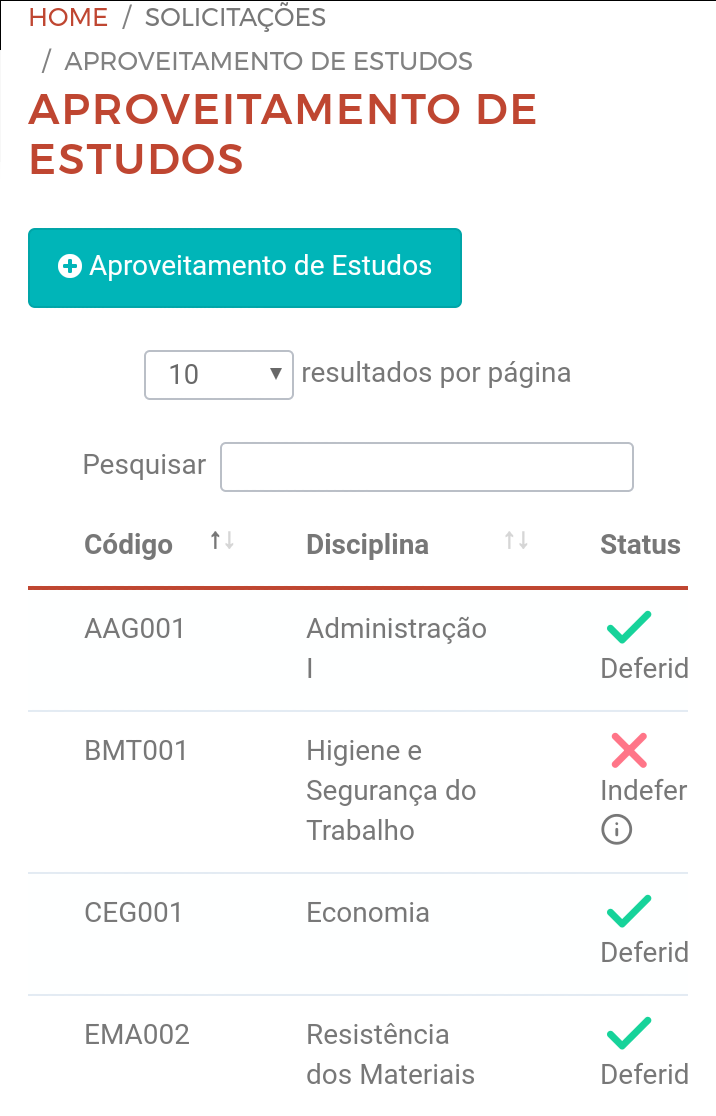 HOME / SOLICITAÇÕES
/ APROVEITAMENTO DE ESTUDOS
APROVEITAMENTO DE
ESTUDOS
Aproveitamento de Estudos
10 resultados por página
Pesquisar
Código Disciplina Status
AAG001 Administração
I Deferid
BMT001 Higiene e
Segurança do Indefer
Trabalho
CEG001 Economia
Deferid
EMA002 Resistência
dos Materiais Deferid